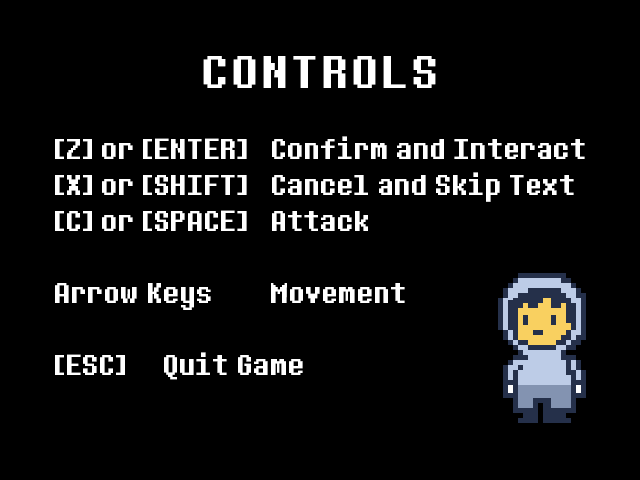 CONTROLS
[Z] or [ENTER] Confirm and Interact
[X] or [SHIFT] Cancel and Skip Text
[C] or [SPACE] Attack
Arrow Keys Movement
[ESC] Quit Game